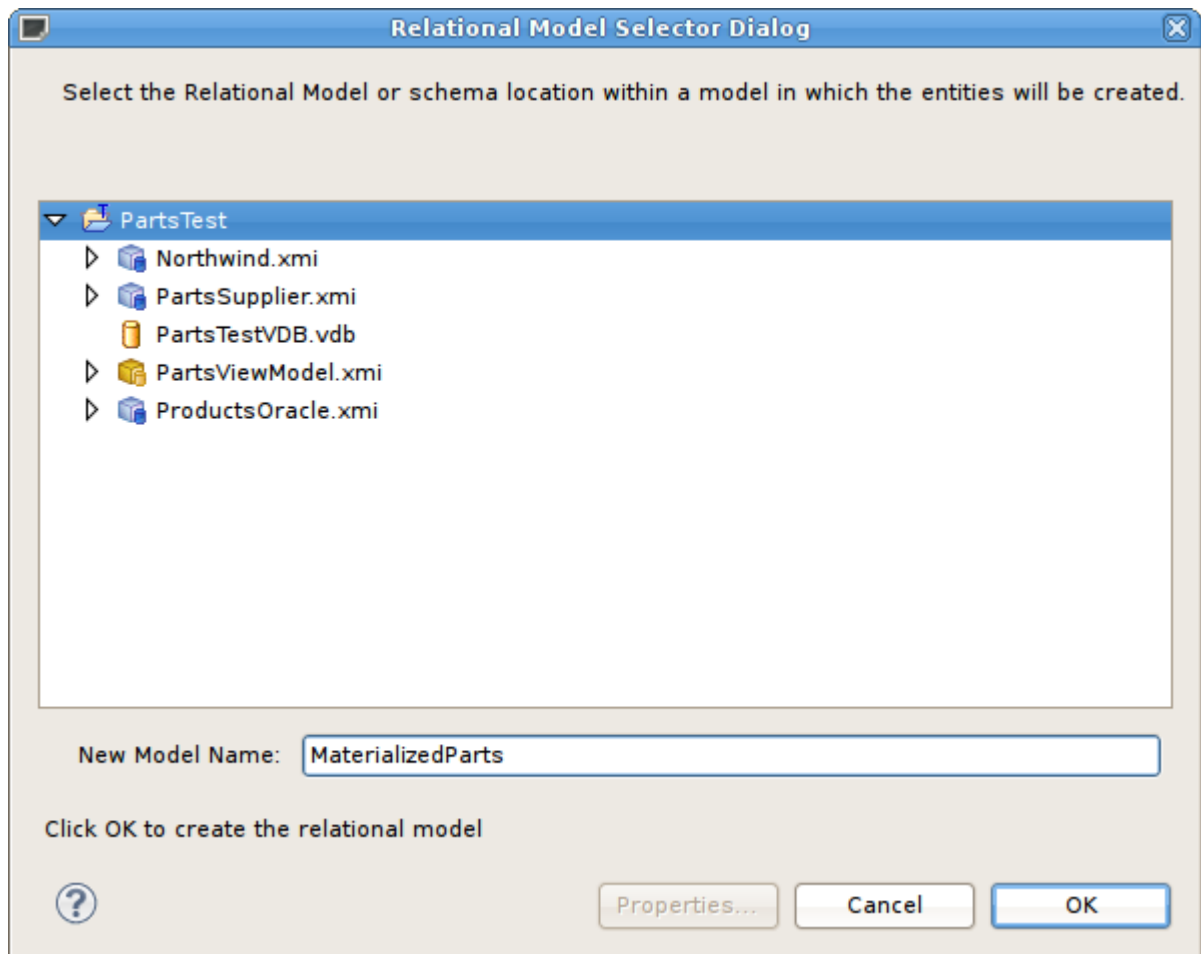 Relational Model Selector Dialog
Select the Relational Model or schema location within a model in which the entities will be created.
PartsTest
Northwind.xmi
PartsSupplier.xmi
PartsTestVDB.vdb
PartsViewModel.xmi
ProductsOracle.xmi
New Model Name: MaterializedParts
Click OK to create the relational model
? Properties... Cancel OK